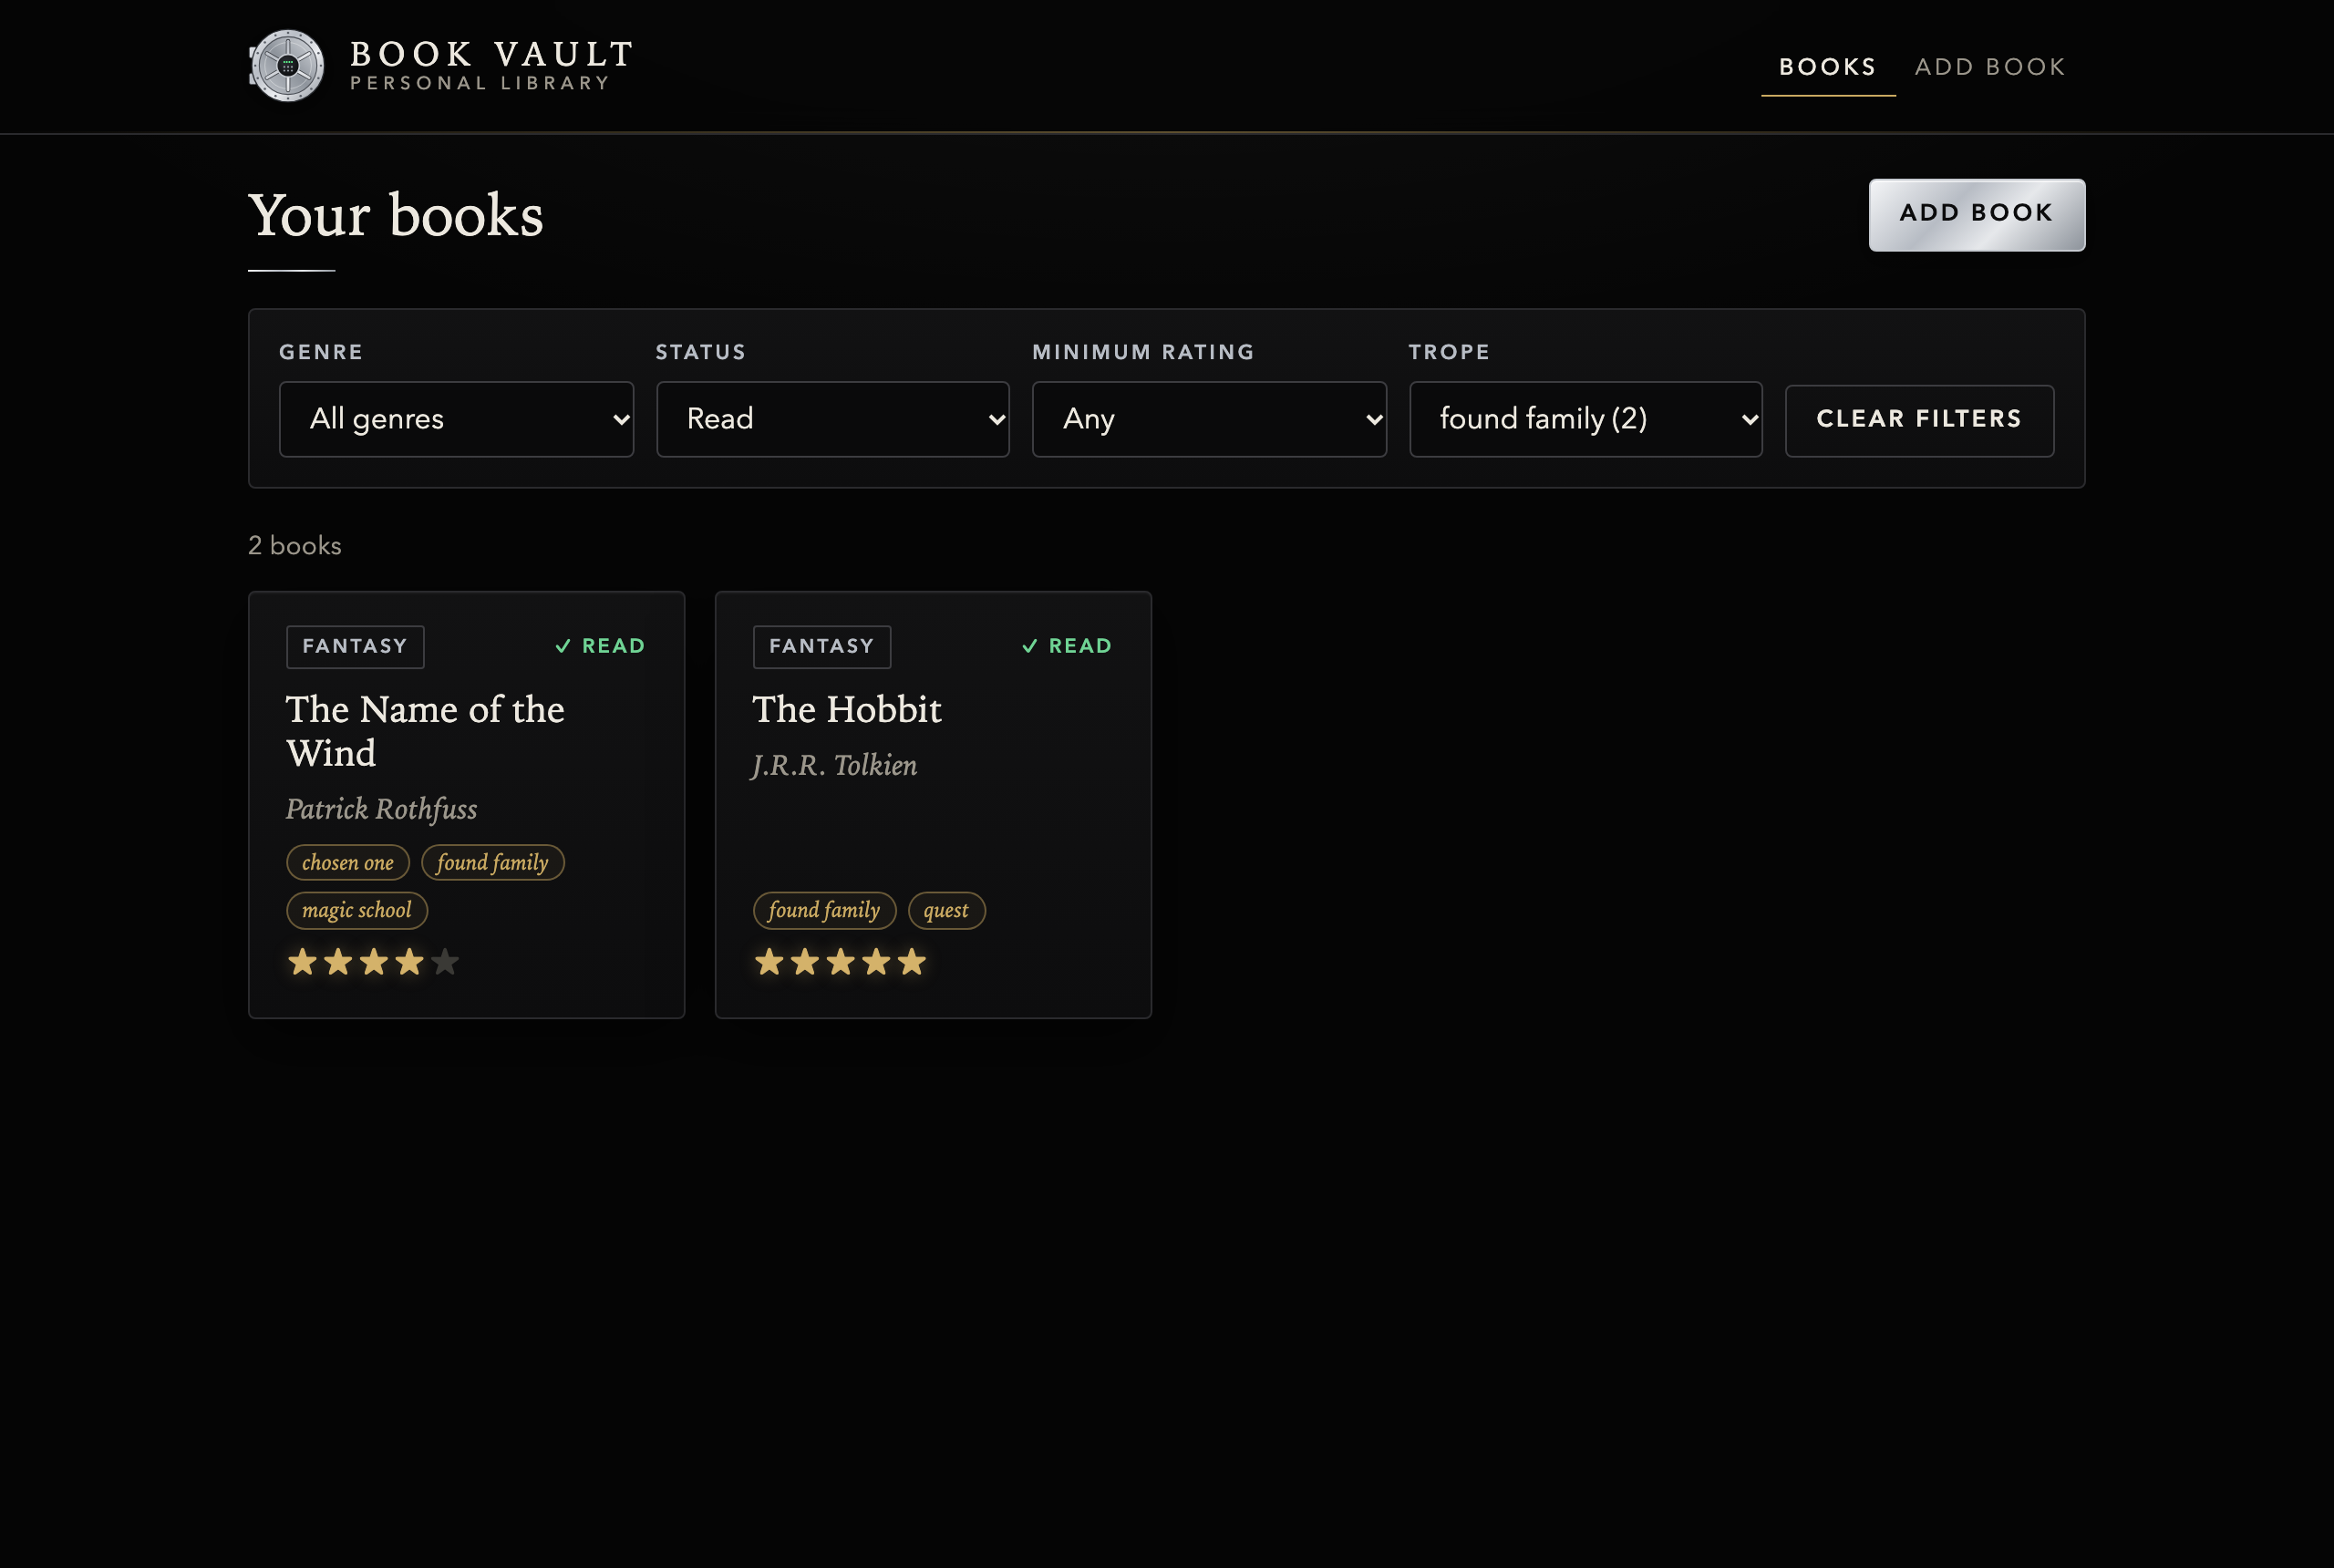 BOOK VAULT
PERSONAL LIBRARY
BOOKS ADD BOOK
Your books
ADD BOOK
GENRE STATUS MINIMUM RATING TROPE
All genres Read Any found family (2) CLEAR FILTERS
2 books
FANTASY ✓ READ
The Name of the
Wind
Patrick Rothfuss
chosen one found family
magic school
FANTASY ✓ READ
The Hobbit
J.R.R. Tolkien
found family quest